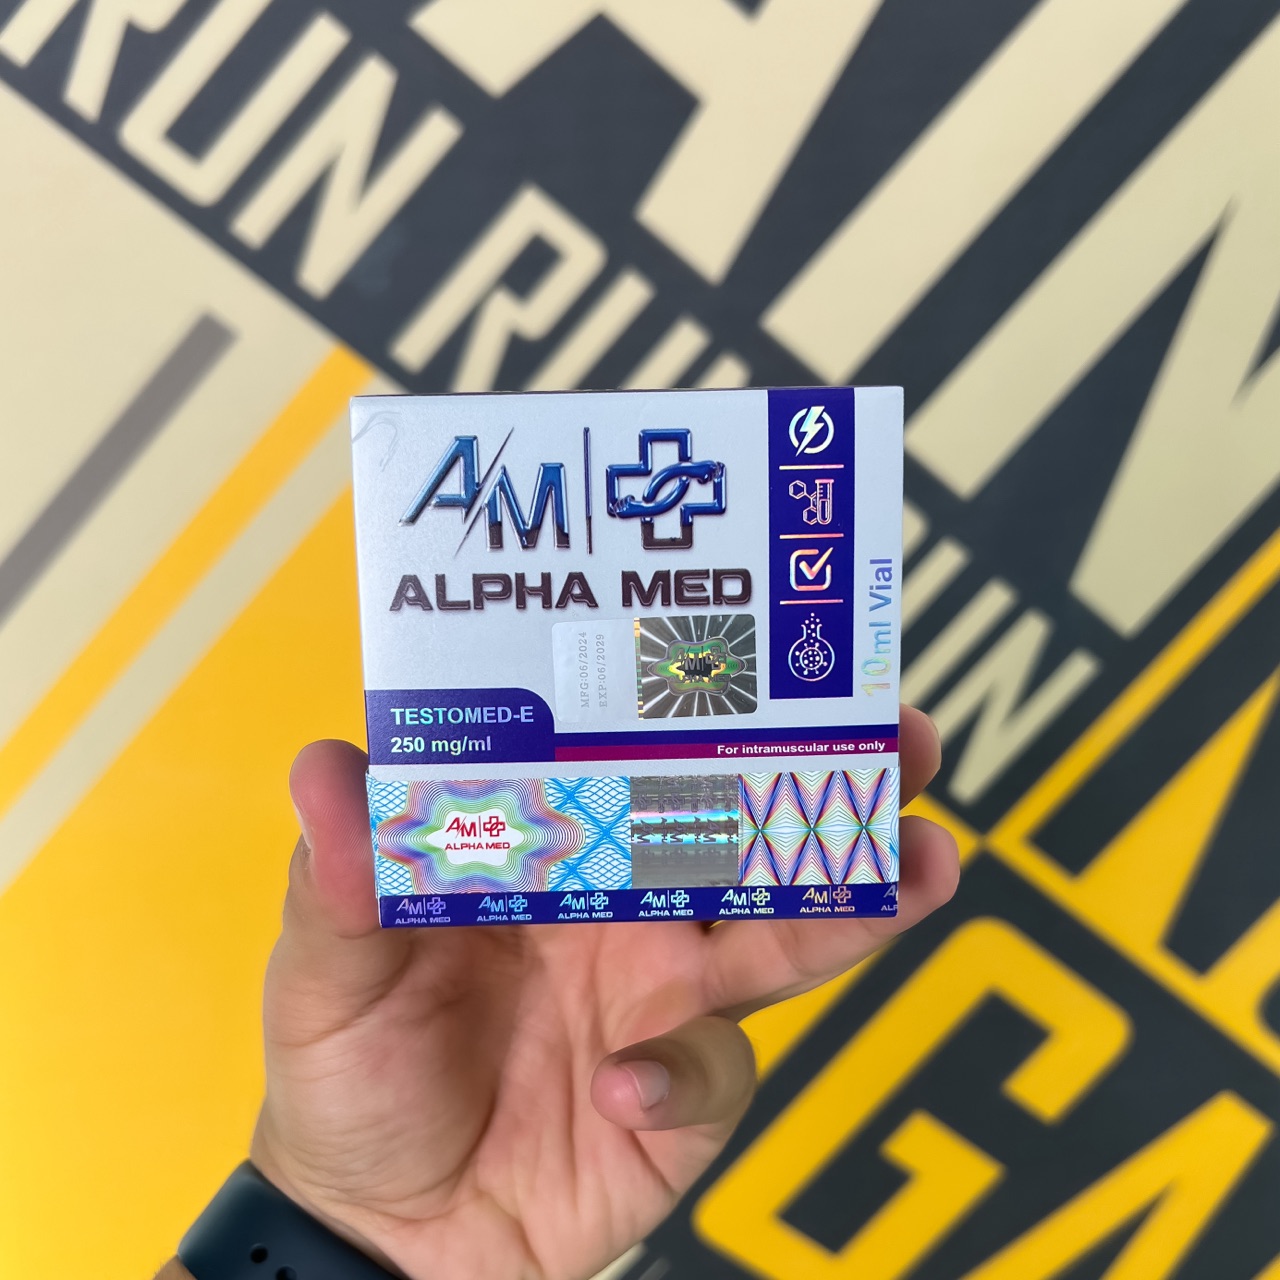 RUN RUN
RUN
AM
ALPHA MED
10ml Vial
MFG:06/2024
EXP:06/2029
TESTOMED-E
250 mg/ml
For intramuscular use only
AM
ALPHA MED
AM AM AM AM AM AM
ALPHA MED ALPHA MED ALPHA MED ALPHA MED ALPHA MED ALPHA MED